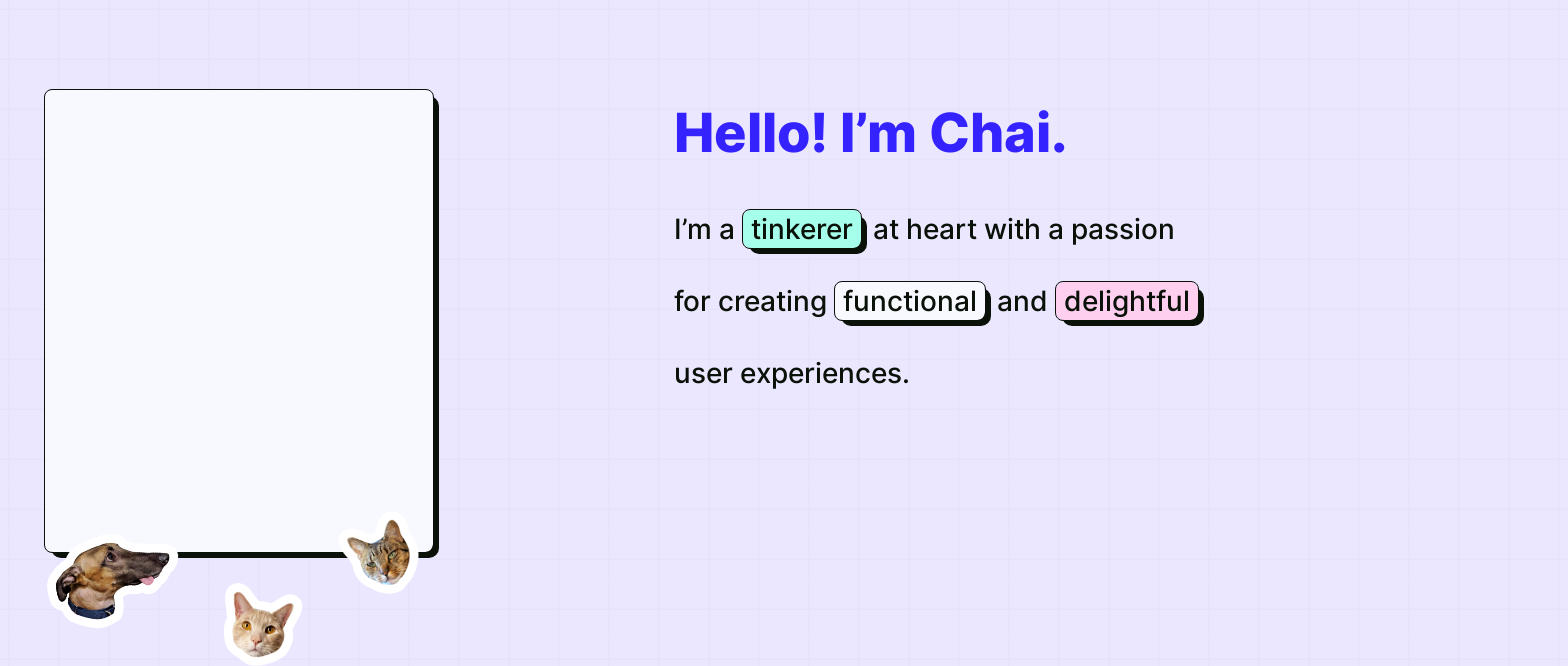 Hello! I’m Chai.
I’m a tinkerer at heart with a passion
for creating functional and delightful
user experiences.